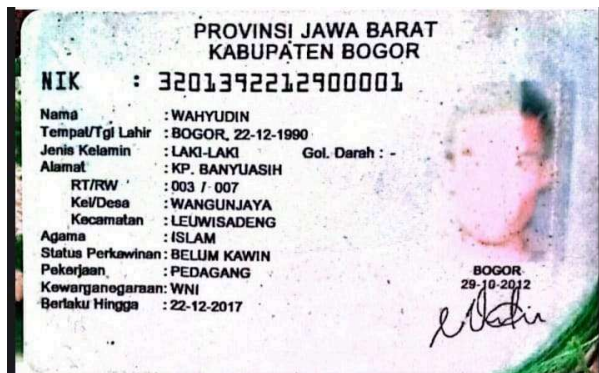 PROVINSI JAWA BARAT
KABUPATEN BOGOR
NIK : 3201392212900001
Nama : WAHYUDIN
Tempat/Tgl Lahir : BOGOR, 22-12-1990
Jenis Kelamin : LAKI-LAKI Gol. Darah : -
Alamat : KP. BANYUASIH
RT/RW : 003 / 007
Kel/Desa : WANGUNJAYA
Kecamatan : LEUWISADENG
Agama : ISLAM
Status Perkawinan: BELUM KAWIN
Pekerjaan : PEDAGANG
Kewarganegaraan: WNI
Berlaku Hingga : 22-12-2017
BOGOR
29-10-2012